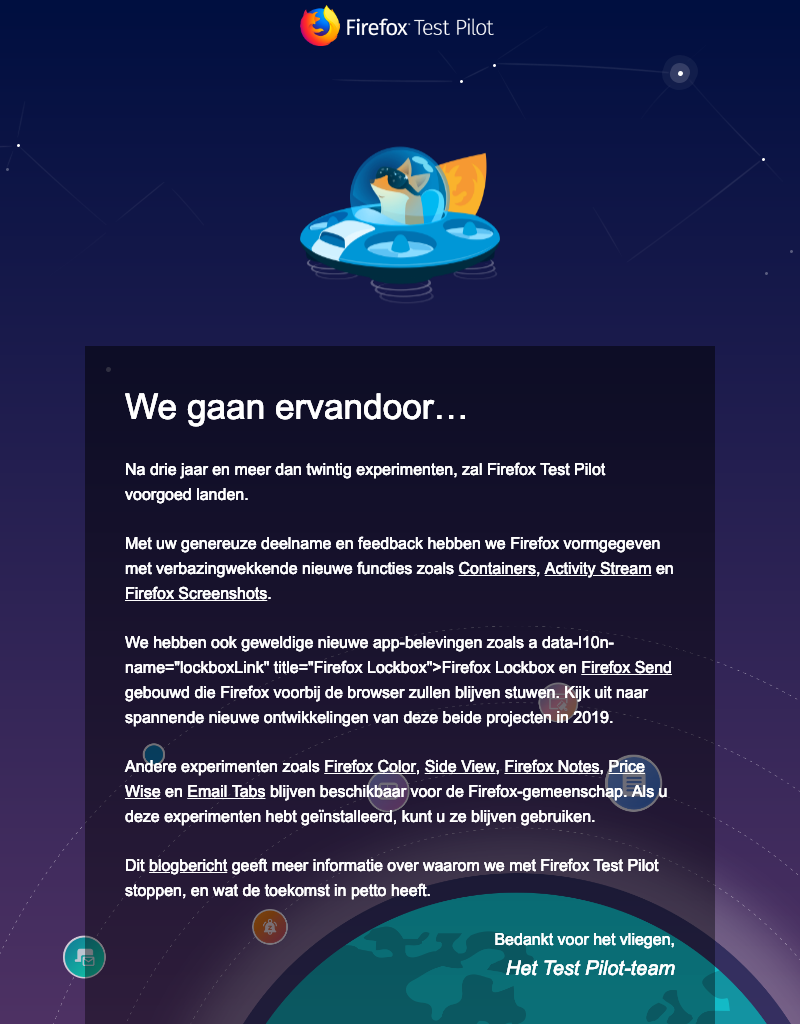 Firefox Test Pilot
We gaan ervandoor…
Na drie jaar en meer dan twintig experimenten, zal Firefox Test Pilot
voorgoed landen.
Met uw genereuze deelname en feedback hebben we Firefox vormgegeven
met verbazingwekkende nieuwe functies zoals Containers, Activity Stream en
Firefox Screenshots.
We hebben ook geweldige nieuwe app-belevingen zoals a data-l10n-
name="lockboxLink" title="Firefox Lockbox">Firefox Lockbox en Firefox Send
gebouwd die Firefox voorbij de browser zullen blijven stuwen. Kijk uit naar
spannende nieuwe ontwikkelingen van deze beide projecten in 2019.
Andere experimenten zoals Firefox Color, Side View, Firefox Notes, Price
Wise en Email Tabs blijven beschikbaar voor de Firefox-gemeenschap. Als u
deze experimenten hebt geïnstalleerd, kunt u ze blijven gebruiken.
Dit blogbericht geeft meer informatie over waarom we met Firefox Test Pilot
stoppen, en wat de toekomst in petto heeft.
Bedankt voor het vliegen,
Het Test Pilot-team